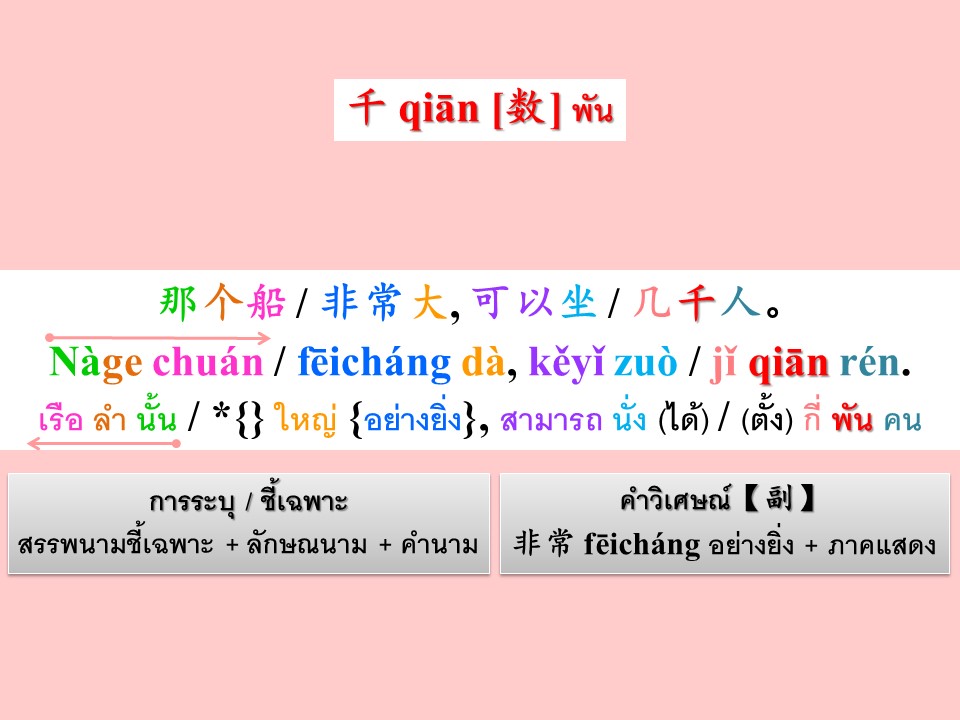 千 qiān [数] พัน
那个船 / 非常大, 可以坐 / 几千人。
Nàge chuán / fēicháng dà, kěyǐ zuò / jǐ qiān rén.
เรือ ลำ นั้น / *{} ใหญ่ {อย่างยิ่ง}, สามารถ นั่ง (ได้) / (ตั้ง) กี่ พัน คน
การระบุ / ชี้เฉพาะ
สรรพนามชี้เฉพาะ + ลักษณนาม + คำนาม
คำวิเศษณ์【副】
非常 fēicháng อย่างยิ่ง + ภาคแสดง